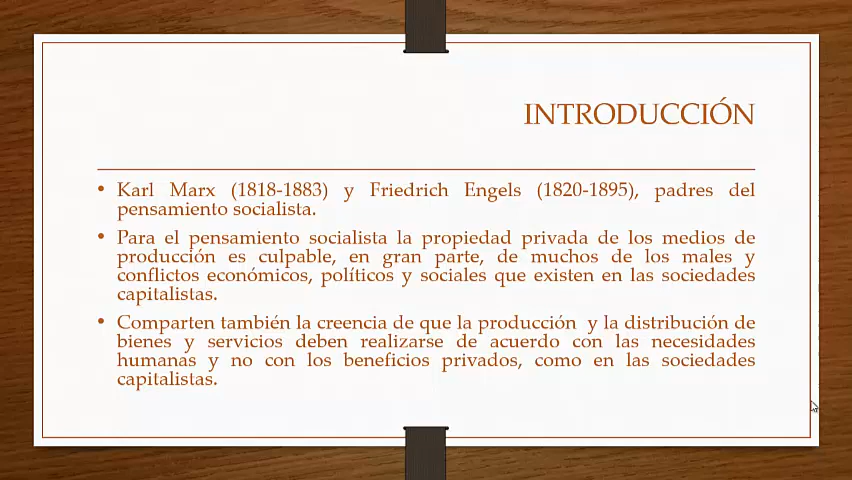 INTRODUCCIÓN
• Karl Marx (1818-1883) y Friedrich Engels (1820-1895), padres del
pensamiento socialista.
• Para el pensamiento socialista la propiedad privada de los medios de
producción es culpable, en gran parte, de muchos de los males y
conflictos económicos, políticos y sociales que existen en las sociedades
capitalistas.
• Comparten también la creencia de que la producción y la distribución de
bienes y servicios deben realizarse de acuerdo con las necesidades
humanas y no con los beneficios privados, como en las sociedades
capitalistas.